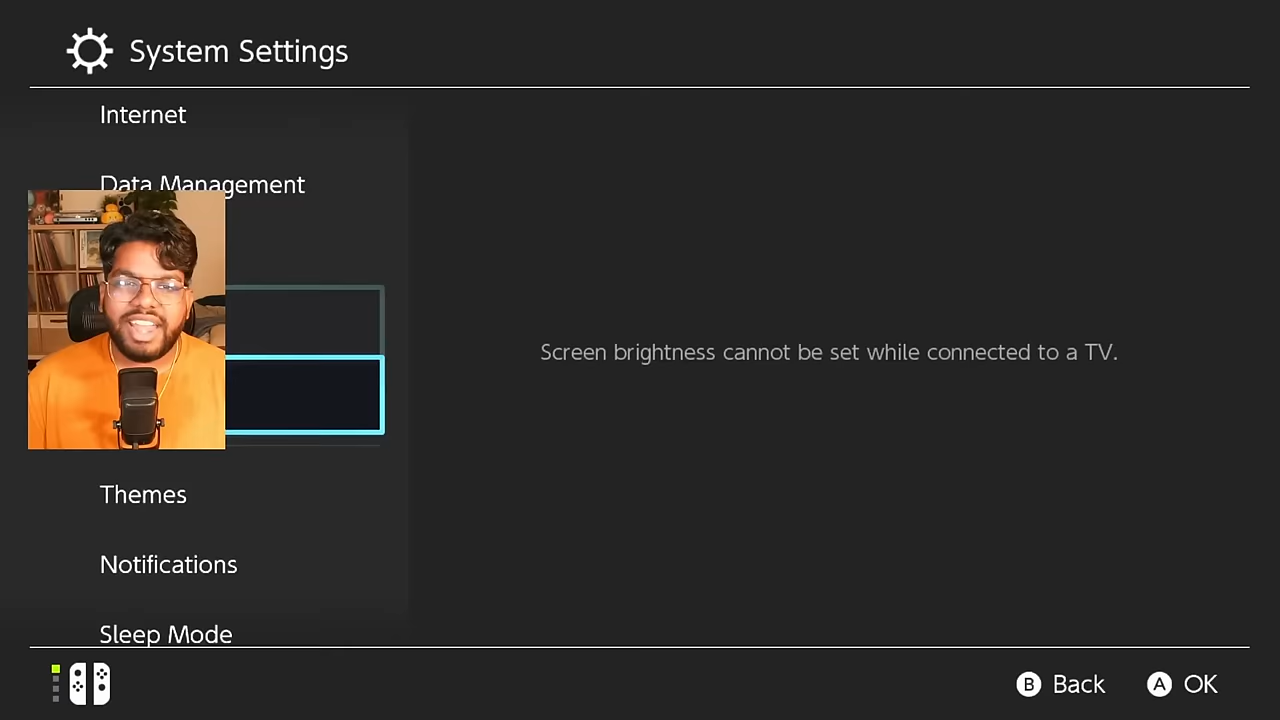 System Settings
Internet
Data Management
Screen brightness cannot be set while connected to a TV.
Themes
Notifications
Sleep Mode
B Back A OK